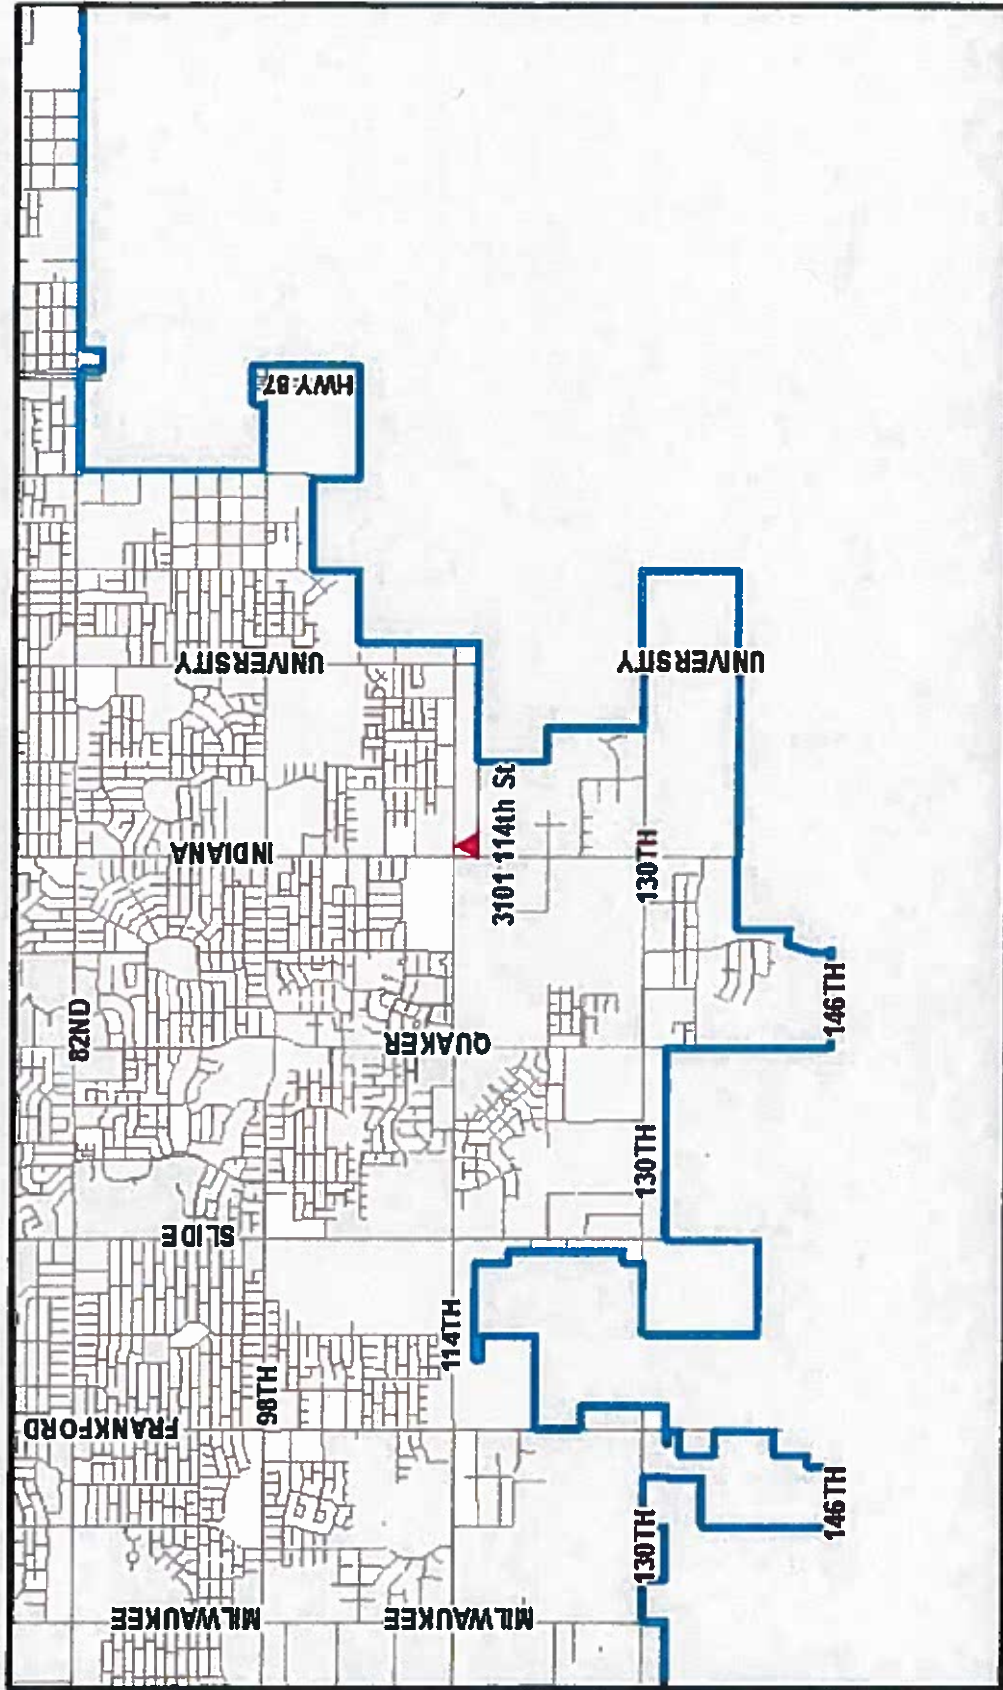 82ND
FRANKFORD
SLIDE
INDIANA
UNIVERSITY
HWY 87
98TH
MILWAUKEE
MILWAUKEE
114TH
QUAKER
3101 114th St
UNIVERSITY
130TH
130TH
130TH
146TH
146TH